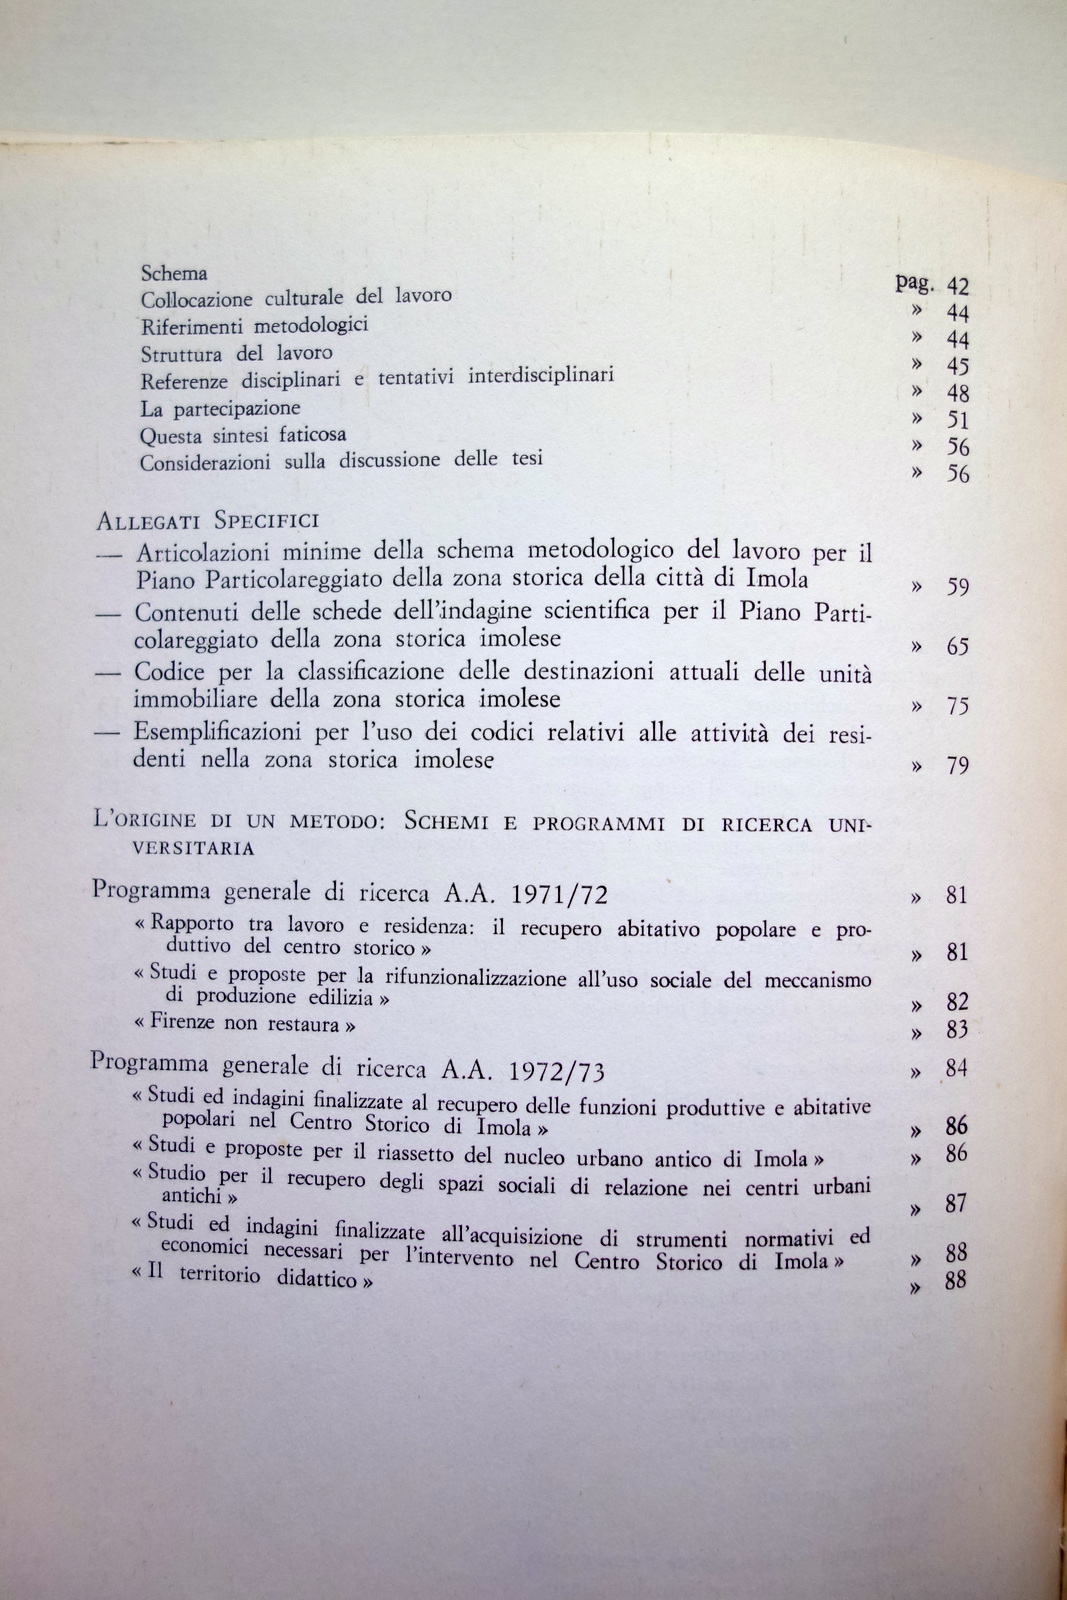 Schema pag. 42
Collocazione culturale del lavoro » 44
Riferimenti metodologici » 44
Struttura del lavoro » 45
Referenze disciplinari e tentativi interdisciplinari » 48
La partecipazione » 51
Questa sintesi faticosa » 56
Considerazioni sulla discussione delle tesi » 56
ALLEGATI SPECIFICI
— Articolazioni minime della schema metodologico del lavoro per il
Piano Particolareggiato della zona storica della città di Imola » 59
— Contenuti delle schede dell'indagine scientifica per il Piano Parti-
colareggiato della zona storica imolese » 65
— Codice per la classificazione delle destinazioni attuali delle unità
immobiliare della zona storica imolese » 75
— Esemplificazioni per l'uso dei codici relativi alle attività dei resi-
denti nella zona storica imolese » 79
L'ORIGINE DI UN METODO: SCHEMI E PROGRAMMI DI RICERCA UNI-
VERSITARIA
Programma generale di ricerca A.A. 1971/72 » 81
« Rapporto tra lavoro e residenza: il recupero abitativo popolare e pro-
duttivo del centro storico » » 81
« Studi e proposte per la rifunzionalizzazione all'uso sociale del meccanismo
di produzione edilizia » » 82
« Firenze non restaura » » 83
Programma generale di ricerca A.A. 1972/73 » 84
« Studi ed indagini finalizzate al recupero delle funzioni produttive e abitative
popolari nel Centro Storico di Imola » » 86
« Studi e proposte per il riassetto del nucleo urbano antico di Imola » » 86
« Studio per il recupero degli spazi sociali di relazione nei centri urbani
antichi » » 87
« Studi ed indagini finalizzate all'acquisizione di strumenti normativi ed
economici necessari per l'intervento nel Centro Storico di Imola » » 88
« Il territorio didattico » » 88